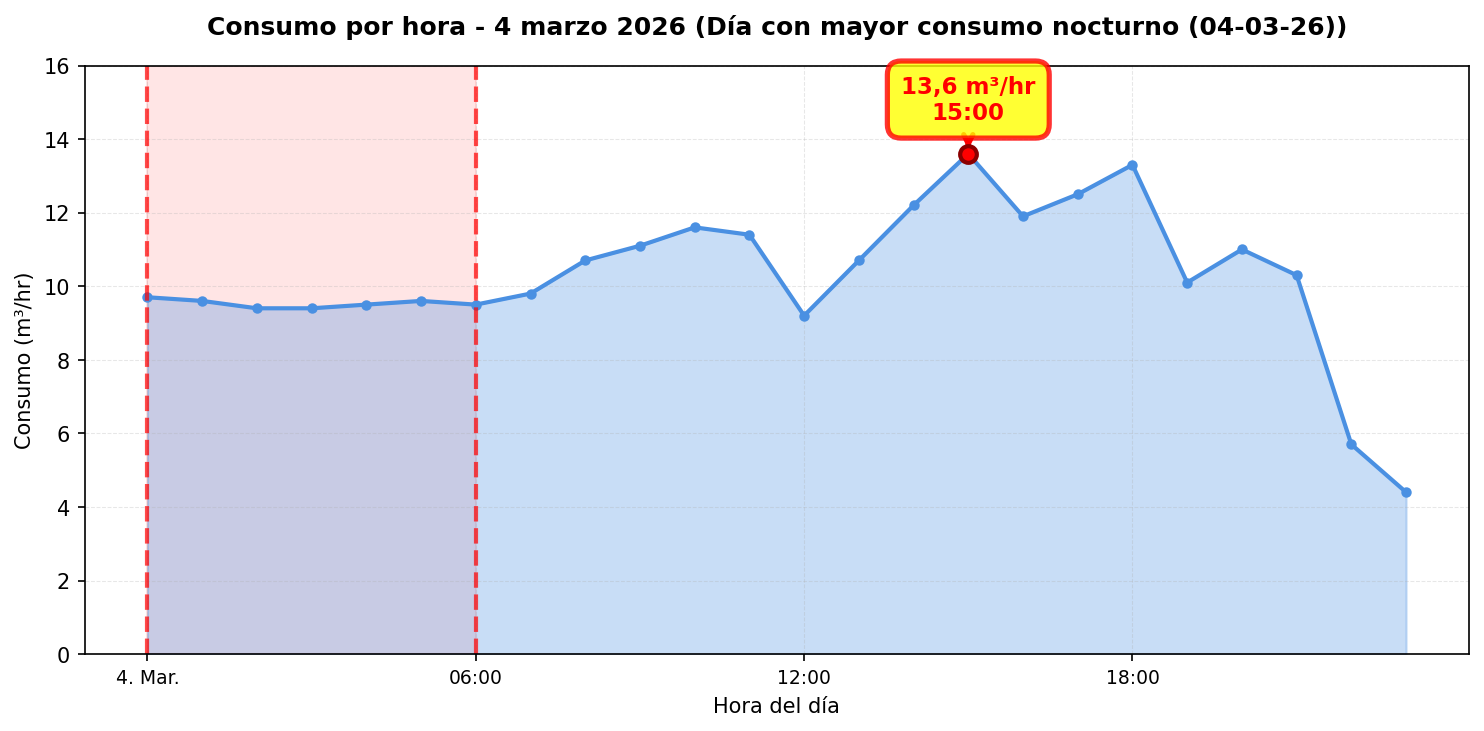 Consumo por hora - 4 marzo 2026 (Día con mayor consumo nocturno (04-03-26))
13,6 m³/hr
15:00
16
14
12
10
8
6
4
2
0
Consumo (m³/hr)
4. Mar.
06:00
12:00
18:00
Hora del día